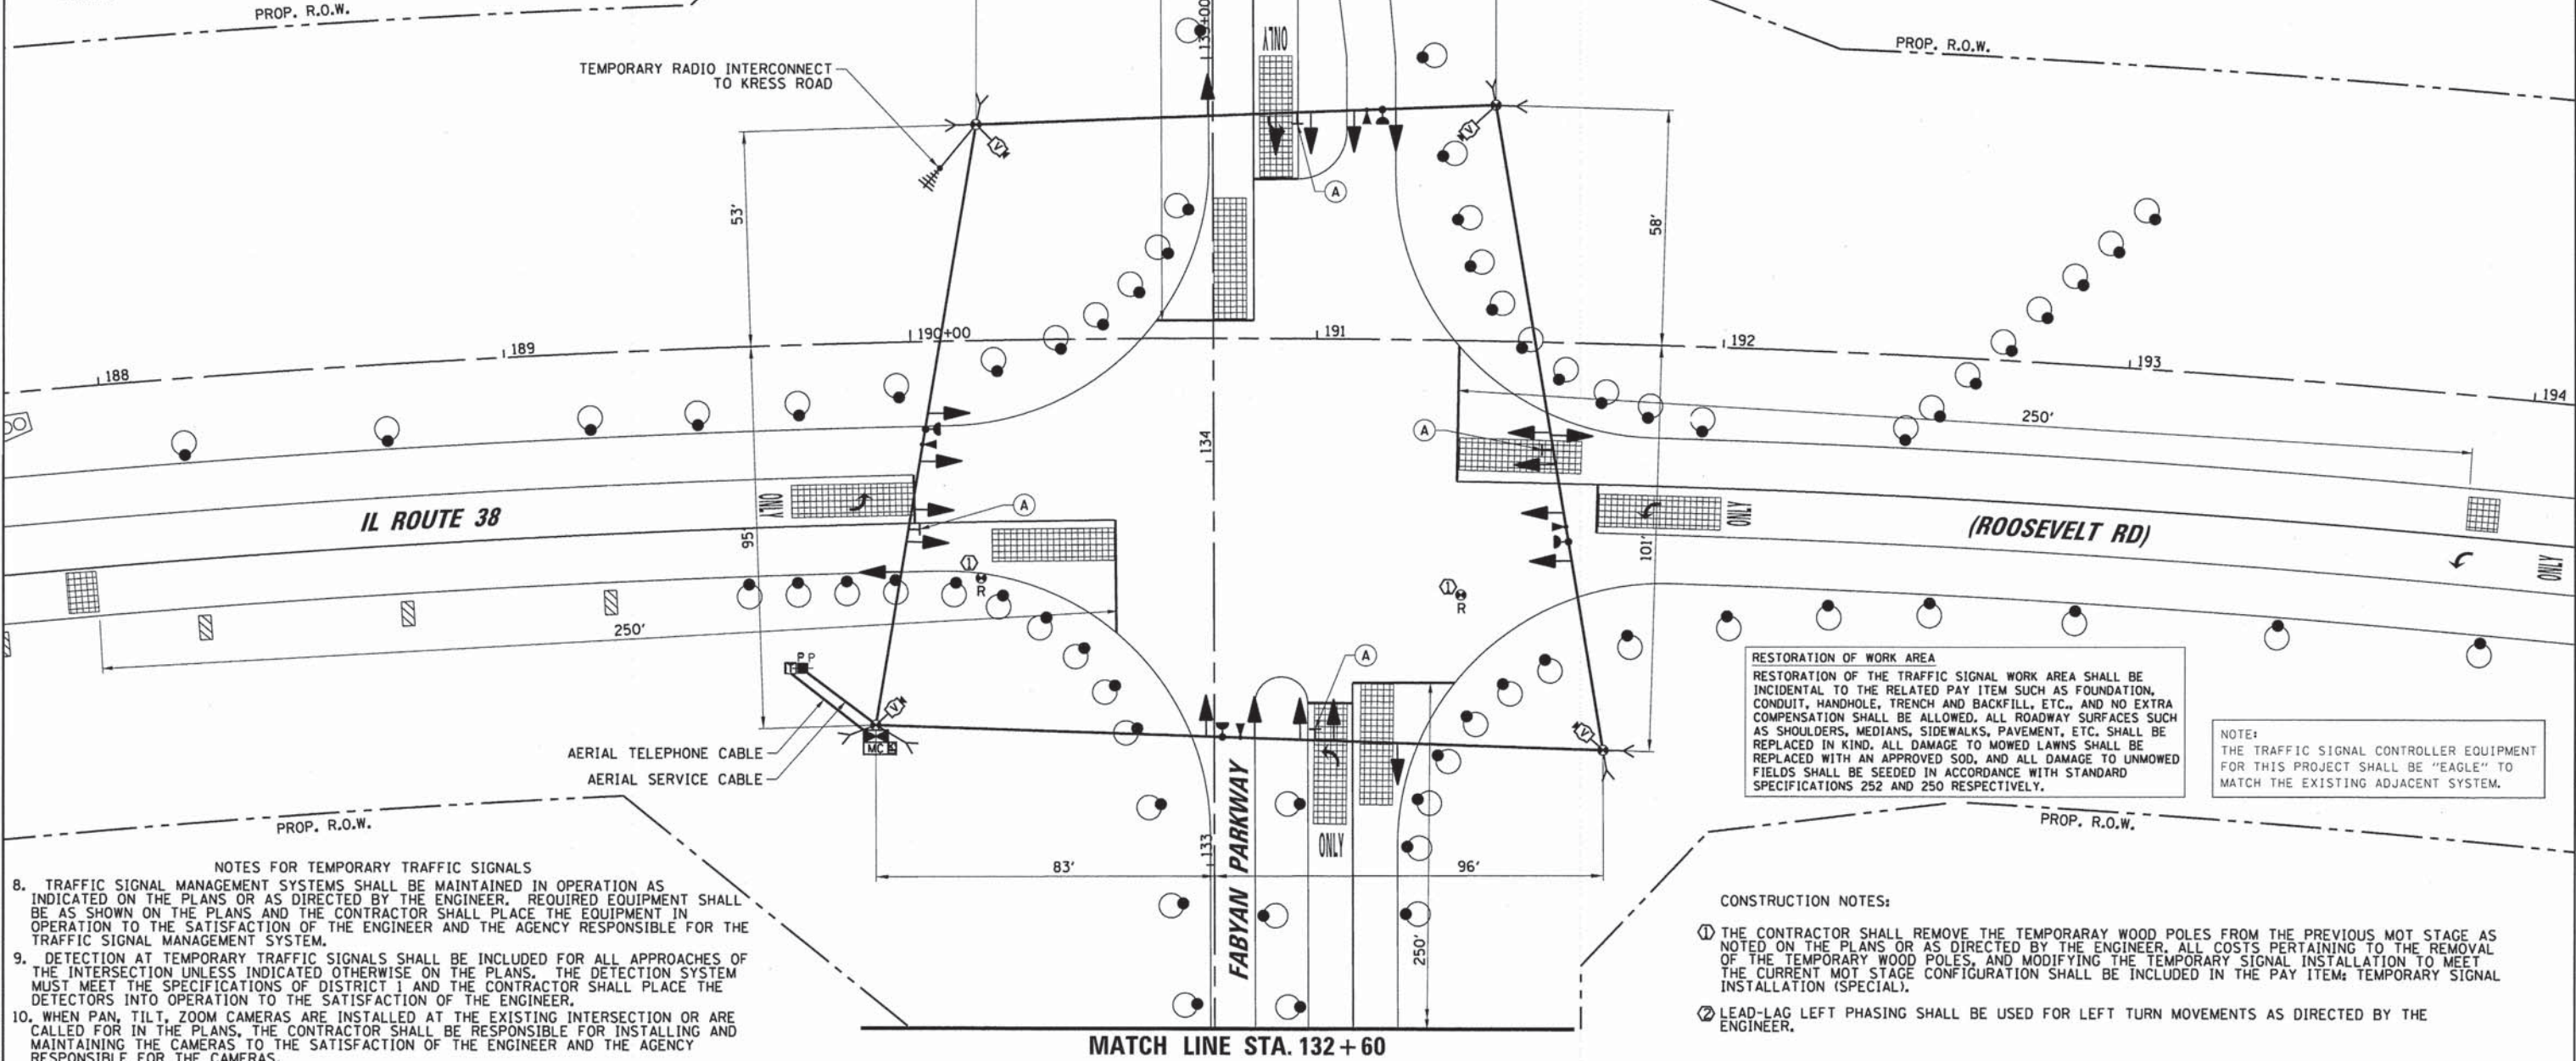 PROP. R.O.W.
PROP. R.O.W.
139+00
ONLY
TEMPORARY RADIO INTERCONNECT
TO KRESS ROAD
V
V
A
53'
58'
188
189
190+00
191
192
193
194
250'
134
A
A
ONLY
IL ROUTE 38
95'
ONLY
(ROOSEVELT RD)
101'
ONLY
1
R
1
R
250'
P P
T
V
MC
A
V
AERIAL TELEPHONE CABLE
AERIAL SERVICE CABLE
RESTORATION OF WORK AREA
RESTORATION OF THE TRAFFIC SIGNAL WORK AREA SHALL BE
INCIDENTAL TO THE RELATED PAY ITEM SUCH AS FOUNDATION,
CONDUIT, HANDHOLE, TRENCH AND BACKFILL, ETC., AND NO EXTRA
COMPENSATION SHALL BE ALLOWED. ALL ROADWAY SURFACES SUCH
AS SHOULDERS, MEDIANS, SIDEWALKS, PAVEMENT, ETC. SHALL BE
REPLACED IN KIND. ALL DAMAGE TO MOWED LAWNS SHALL BE
REPLACED WITH AN APPROVED SOD, AND ALL DAMAGE TO UNMOWED
FIELDS SHALL BE SEEDED IN ACCORDANCE WITH STANDARD
SPECIFICATIONS 252 AND 250 RESPECTIVELY.
NOTE:
THE TRAFFIC SIGNAL CONTROLLER EQUIPMENT
FOR THIS PROJECT SHALL BE "EAGLE" TO
MATCH THE EXISTING ADJACENT SYSTEM.
PROP. R.O.W.
PROP. R.O.W.
133
FABYAN PARKWAY
ONLY
83'
96'
250'
NOTES FOR TEMPORARY TRAFFIC SIGNALS
8. TRAFFIC SIGNAL MANAGEMENT SYSTEMS SHALL BE MAINTAINED IN OPERATION AS
INDICATED ON THE PLANS OR AS DIRECTED BY THE ENGINEER. REQUIRED EQUIPMENT SHALL
BE AS SHOWN ON THE PLANS AND THE CONTRACTOR SHALL PLACE THE EQUIPMENT IN
OPERATION TO THE SATISFACTION OF THE ENGINEER AND THE AGENCY RESPONSIBLE FOR THE
TRAFFIC SIGNAL MANAGEMENT SYSTEM.
9. DETECTION AT TEMPORARY TRAFFIC SIGNALS SHALL BE INCLUDED FOR ALL APPROACHES OF
THE INTERSECTION UNLESS INDICATED OTHERWISE ON THE PLANS. THE DETECTION SYSTEM
MUST MEET THE SPECIFICATIONS OF DISTRICT 1 AND THE CONTRACTOR SHALL PLACE THE
DETECTORS INTO OPERATION TO THE SATISFACTION OF THE ENGINEER.
10. WHEN PAN, TILT, ZOOM CAMERAS ARE INSTALLED AT THE EXISTING INTERSECTION OR ARE
CALLED FOR IN THE PLANS, THE CONTRACTOR SHALL BE RESPONSIBLE FOR INSTALLING AND
MAINTAINING THE CAMERAS TO THE SATISFACTION OF THE ENGINEER AND THE AGENCY
RESPONSIBLE FOR THE CAMERAS.
CONSTRUCTION NOTES:
1 THE CONTRACTOR SHALL REMOVE THE TEMPORARAY WOOD POLES FROM THE PREVIOUS MOT STAGE AS
NOTED ON THE PLANS OR AS DIRECTED BY THE ENGINEER. ALL COSTS PERTAINING TO THE REMOVAL
OF THE TEMPORARY WOOD POLES, AND MODIFYING THE TEMPORARY SIGNAL INSTALLATION TO MEET
THE CURRENT MOT STAGE CONFIGURATION SHALL BE INCLUDED IN THE PAY ITEM: TEMPORARY SIGNAL
INSTALLATION (SPECIAL).
2 LEAD-LAG LEFT PHASING SHALL BE USED FOR LEFT TURN MOVEMENTS AS DIRECTED BY THE
ENGINEER.
MATCH LINE STA. 132+60